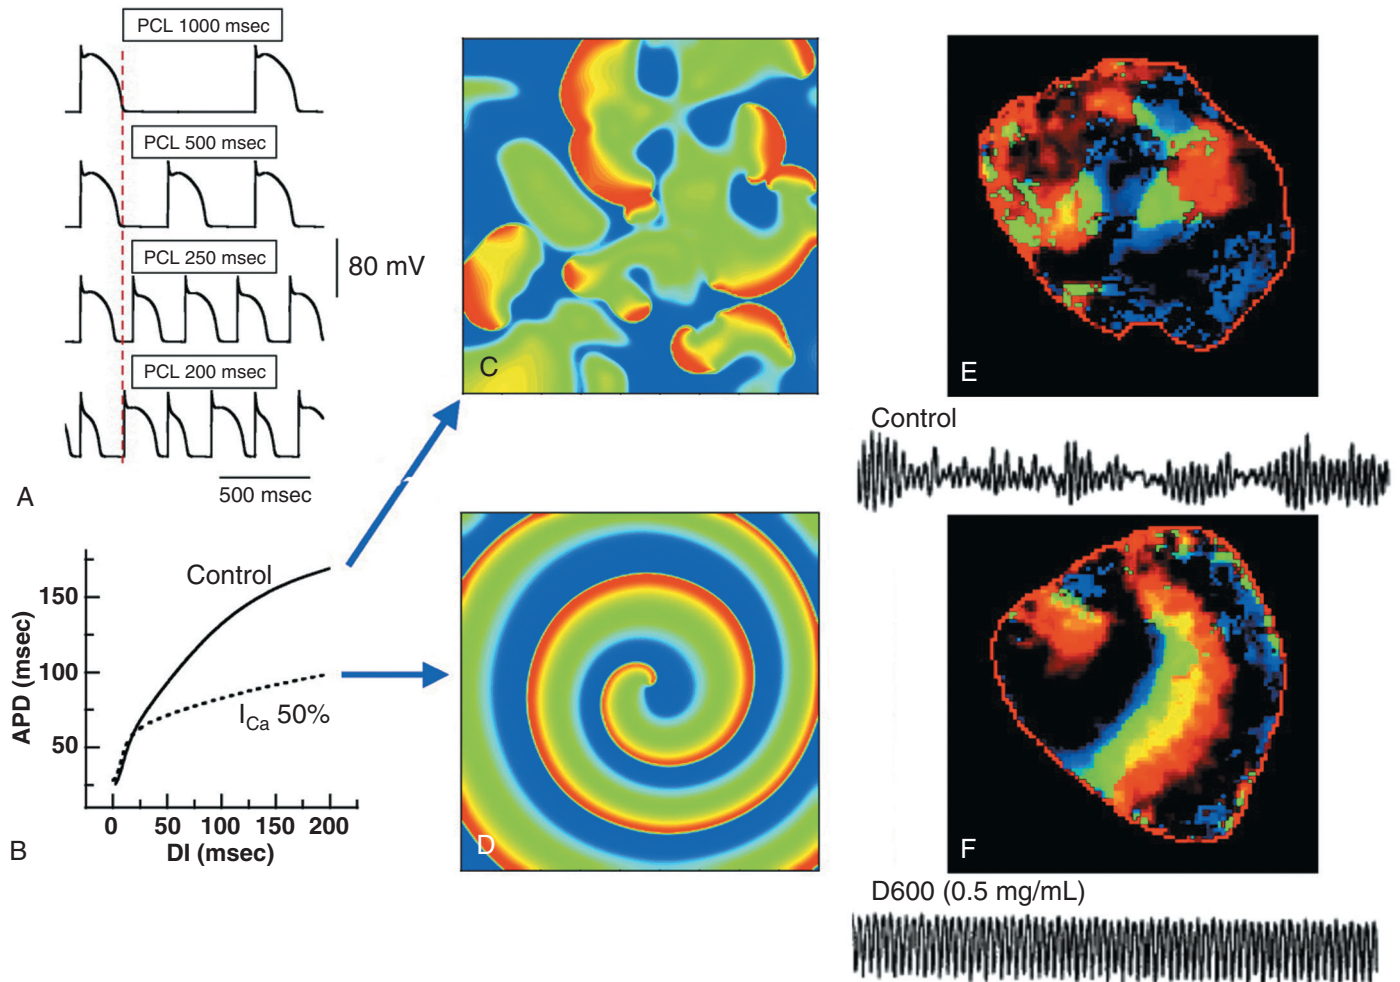 PCL 1000 msec
PCL 500 msec
PCL 250 msec
80 mV
PCL 200 msec
500 msec
A
Control
150
100
50
APD (msec)
I_Ca 50%
0 50 100 150 200
DI (msec)
B
C
D
E
Control
F
D600 (0.5 mg/mL)